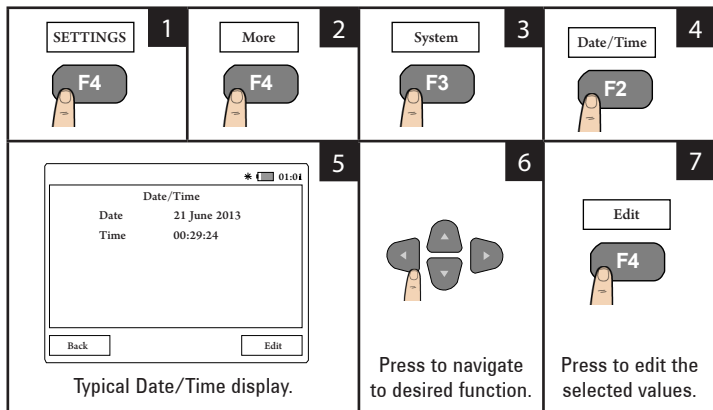 SETTINGS
1
F4
More
2
F4
System
3
F3
Date/Time
4
F2
5
01:01
Date/Time
Date 21 June 2013
Time 00:29:24
Back Edit
Typical Date/Time display.
6
Press to navigate
to desired function.
7
Edit
F4
Press to edit the
selected values.